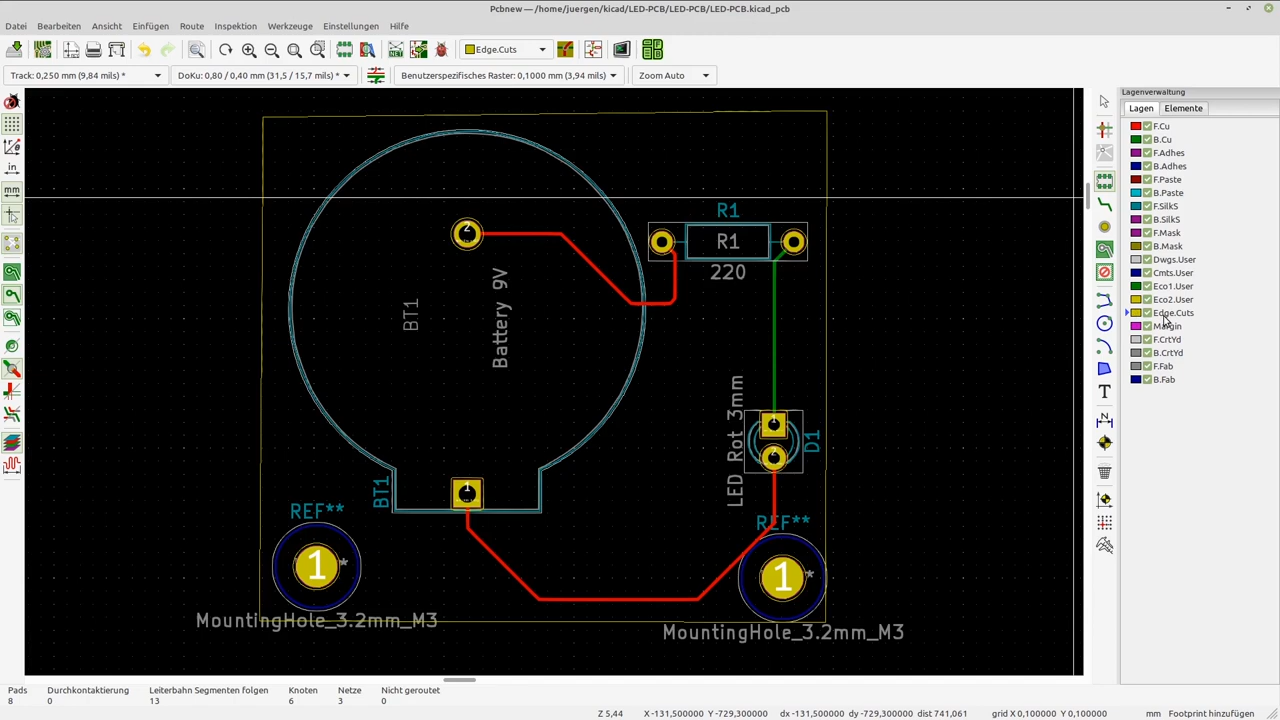 Pcbnew — /home/juergen/kicad/LED-PCB/LED-PCB/LED-PCB.kicad_pcb
Datei Bearbeiten Ansicht Einfügen Route Inspektion Werkzeuge Einstellungen Hilfe
NET
Edge.Cuts
Track: 0,250 mm (9,84 mils) * DoKu: 0,80 / 0,40 mm (31,5 / 15,7 mils) * Benutzerspezifisches Raster: 0,1000 mm (3,94 mils) Zoom Auto
Lagenverwaltung
Lagen Elemente
in
mm
F.Cu
B.Cu
F.Adhes
B.Adhes
F.Paste
B.Paste
F.SilkS
B.SilkS
F.Mask
B.Mask
Dwgs.User
Cmts.User
Eco1.User
Eco2.User
Edge.Cuts
Margin
F.CrtYd
B.CrtYd
F.Fab
B.Fab
T
N
R1
R1
220
2
BT1
Battery 9V
LED Rot 3mm
1
2
D1
BT1
1
REF**
1
*
MountingHole_3.2mm_M3
REF**
1
*
MountingHole_3.2mm_M3
Pads Durchkontaktierung Leiterbahn Segmenten folgen Knoten Netze Nicht geroutet
8 0 13 6 3 0
Z 5,44 X -131,500000 Y -729,300000 dx -131,500000 dy -729,300000 dist 741,061 grid X 0,100000 Y 0,100000 mm Footprint hinzufügen